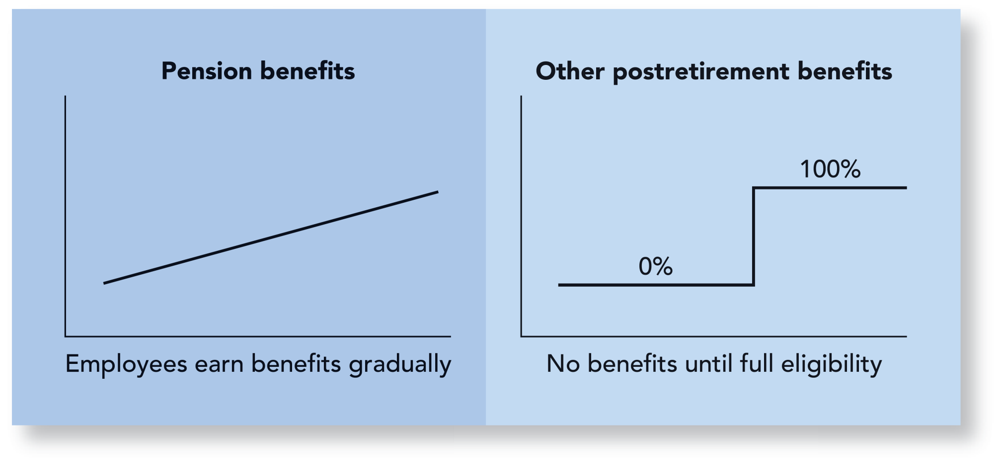 Pension benefits
Employees earn benefits gradually
Other postretirement benefits
0%
100%
No benefits until full eligibility